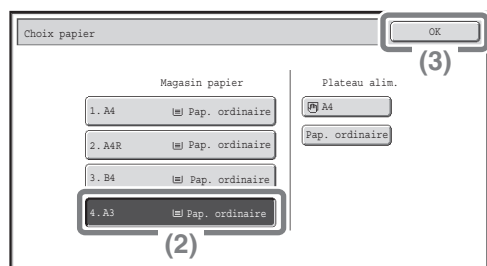 Choix papier
OK
(3)
Magasin papier
Plateau alim.
1. A4 Pap. ordinaire
A4
2. A4R Pap. ordinaire
Pap. ordinaire
3. B4 Pap. ordinaire
4. A3 Pap. ordinaire
(2)